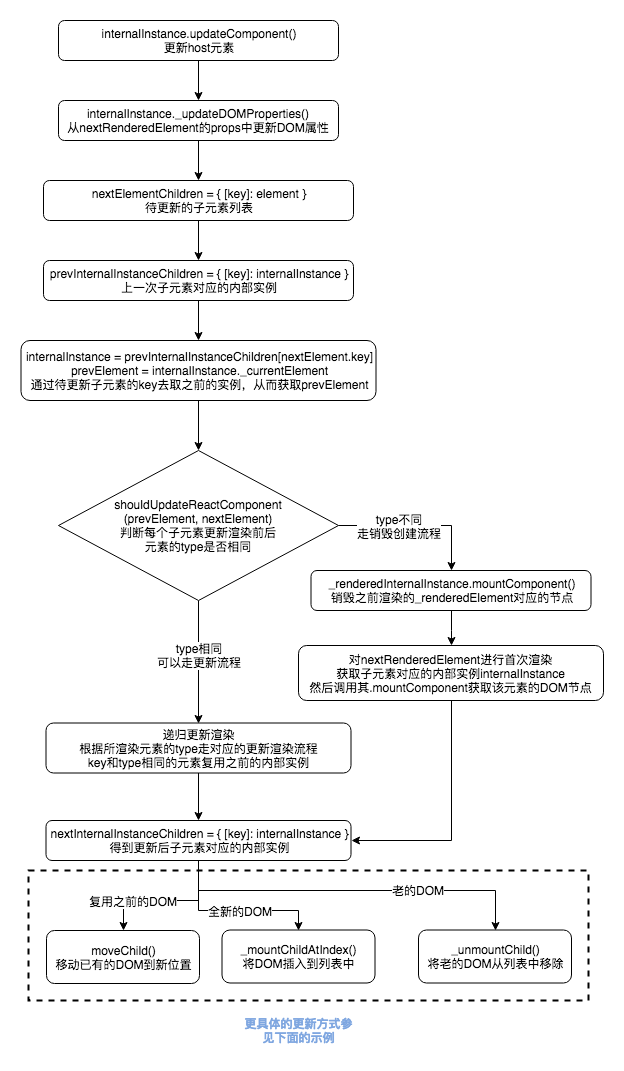 internalInstance.updateComponent()
更新host元素
internalInstance._updateDOMProperties()
从nextRenderedElement的props中更新DOM属性
nextElementChildren = { [key]: element }
待更新的子元素列表
prevInternalInstanceChildren = { [key]: internalInstance }
上一次子元素对应的内部实例
internalInstance = prevInternalInstanceChildren[nextElement.key]
prevElement = internalInstance._currentElement
通过待更新子元素的key去取之前的实例，从而获取prevElement
shouldUpdateReactComponent
(prevElement, nextElement)
判断每个子元素更新渲染前后
元素的type是否相同
type不同
走销毁创建流程
_renderedInternalInstance.mountComponent()
销毁之前渲染的_renderedElement对应的节点
type相同
可以走更新流程
对nextRenderedElement进行首次渲染
获取子元素对应的内部实例internalInstance
然后调用其.mountComponent获取该元素的DOM节点
递归更新渲染
根据所渲染元素的type走对应的更新渲染流程
key和type相同的元素复用之前的内部实例
nextInternalInstanceChildren = { [key]: internalInstance }
得到更新后子元素对应的内部实例
复用之前的DOM
全新的DOM
老的DOM
moveChild()
移动已有的DOM到新位置
_mountChildAtIndex()
将DOM插入到列表中
_unmountChild()
将老的DOM从列表中移除
更具体的更新方式参
见下面的示例